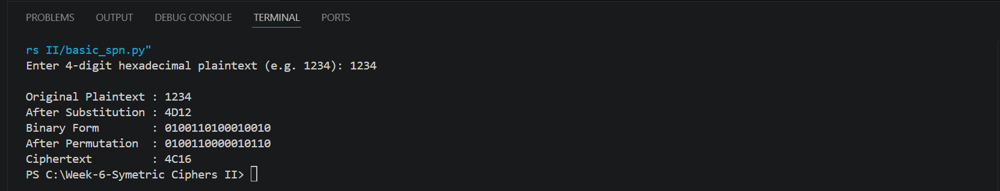 PROBLEMS OUTPUT DEBUG CONSOLE TERMINAL PORTS
rs II/basic_spn.py"
Enter 4-digit hexadecimal plaintext (e.g. 1234): 1234
Original Plaintext : 1234
After Substitution : 4D12
Binary Form        : 0100110100010010
After Permutation  : 0100110000010110
Ciphertext         : 4C16
PS C:\Week-6-Symetric Ciphers II>